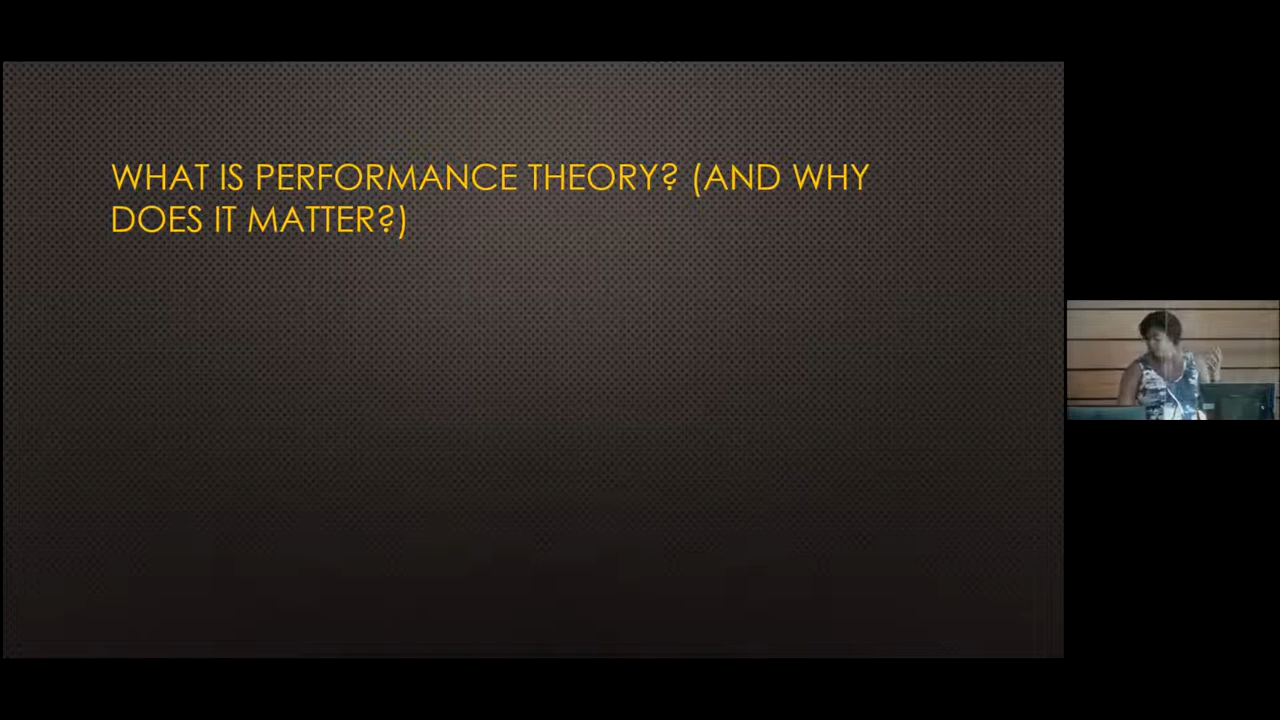 WHAT IS PERFORMANCE THEORY? (AND WHY
DOES IT MATTER?)